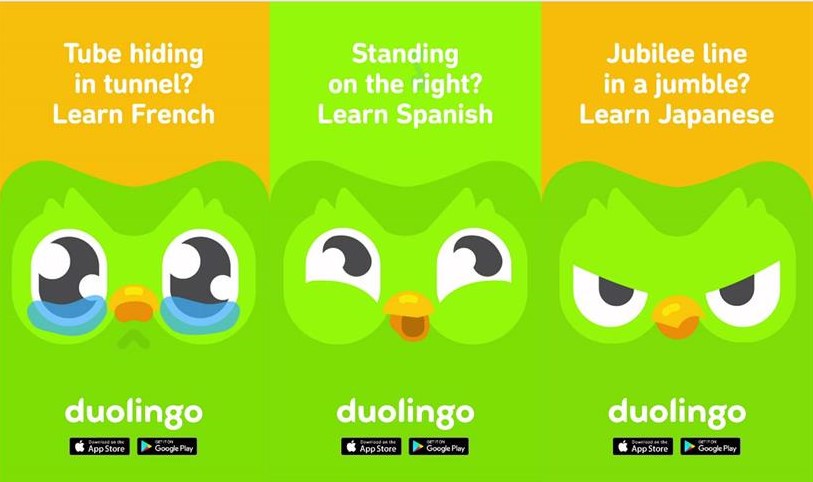 Tube hiding
in tunnel?
Learn French
duolingo
Download on the
App Store
GET IT ON
Google Play
Standing
on the right?
Learn Spanish
duolingo
Download on the
App Store
GET IT ON
Google Play
Jubilee line
in a jumble?
Learn Japanese
duolingo
Download on the
App Store
GET IT ON
Google Play